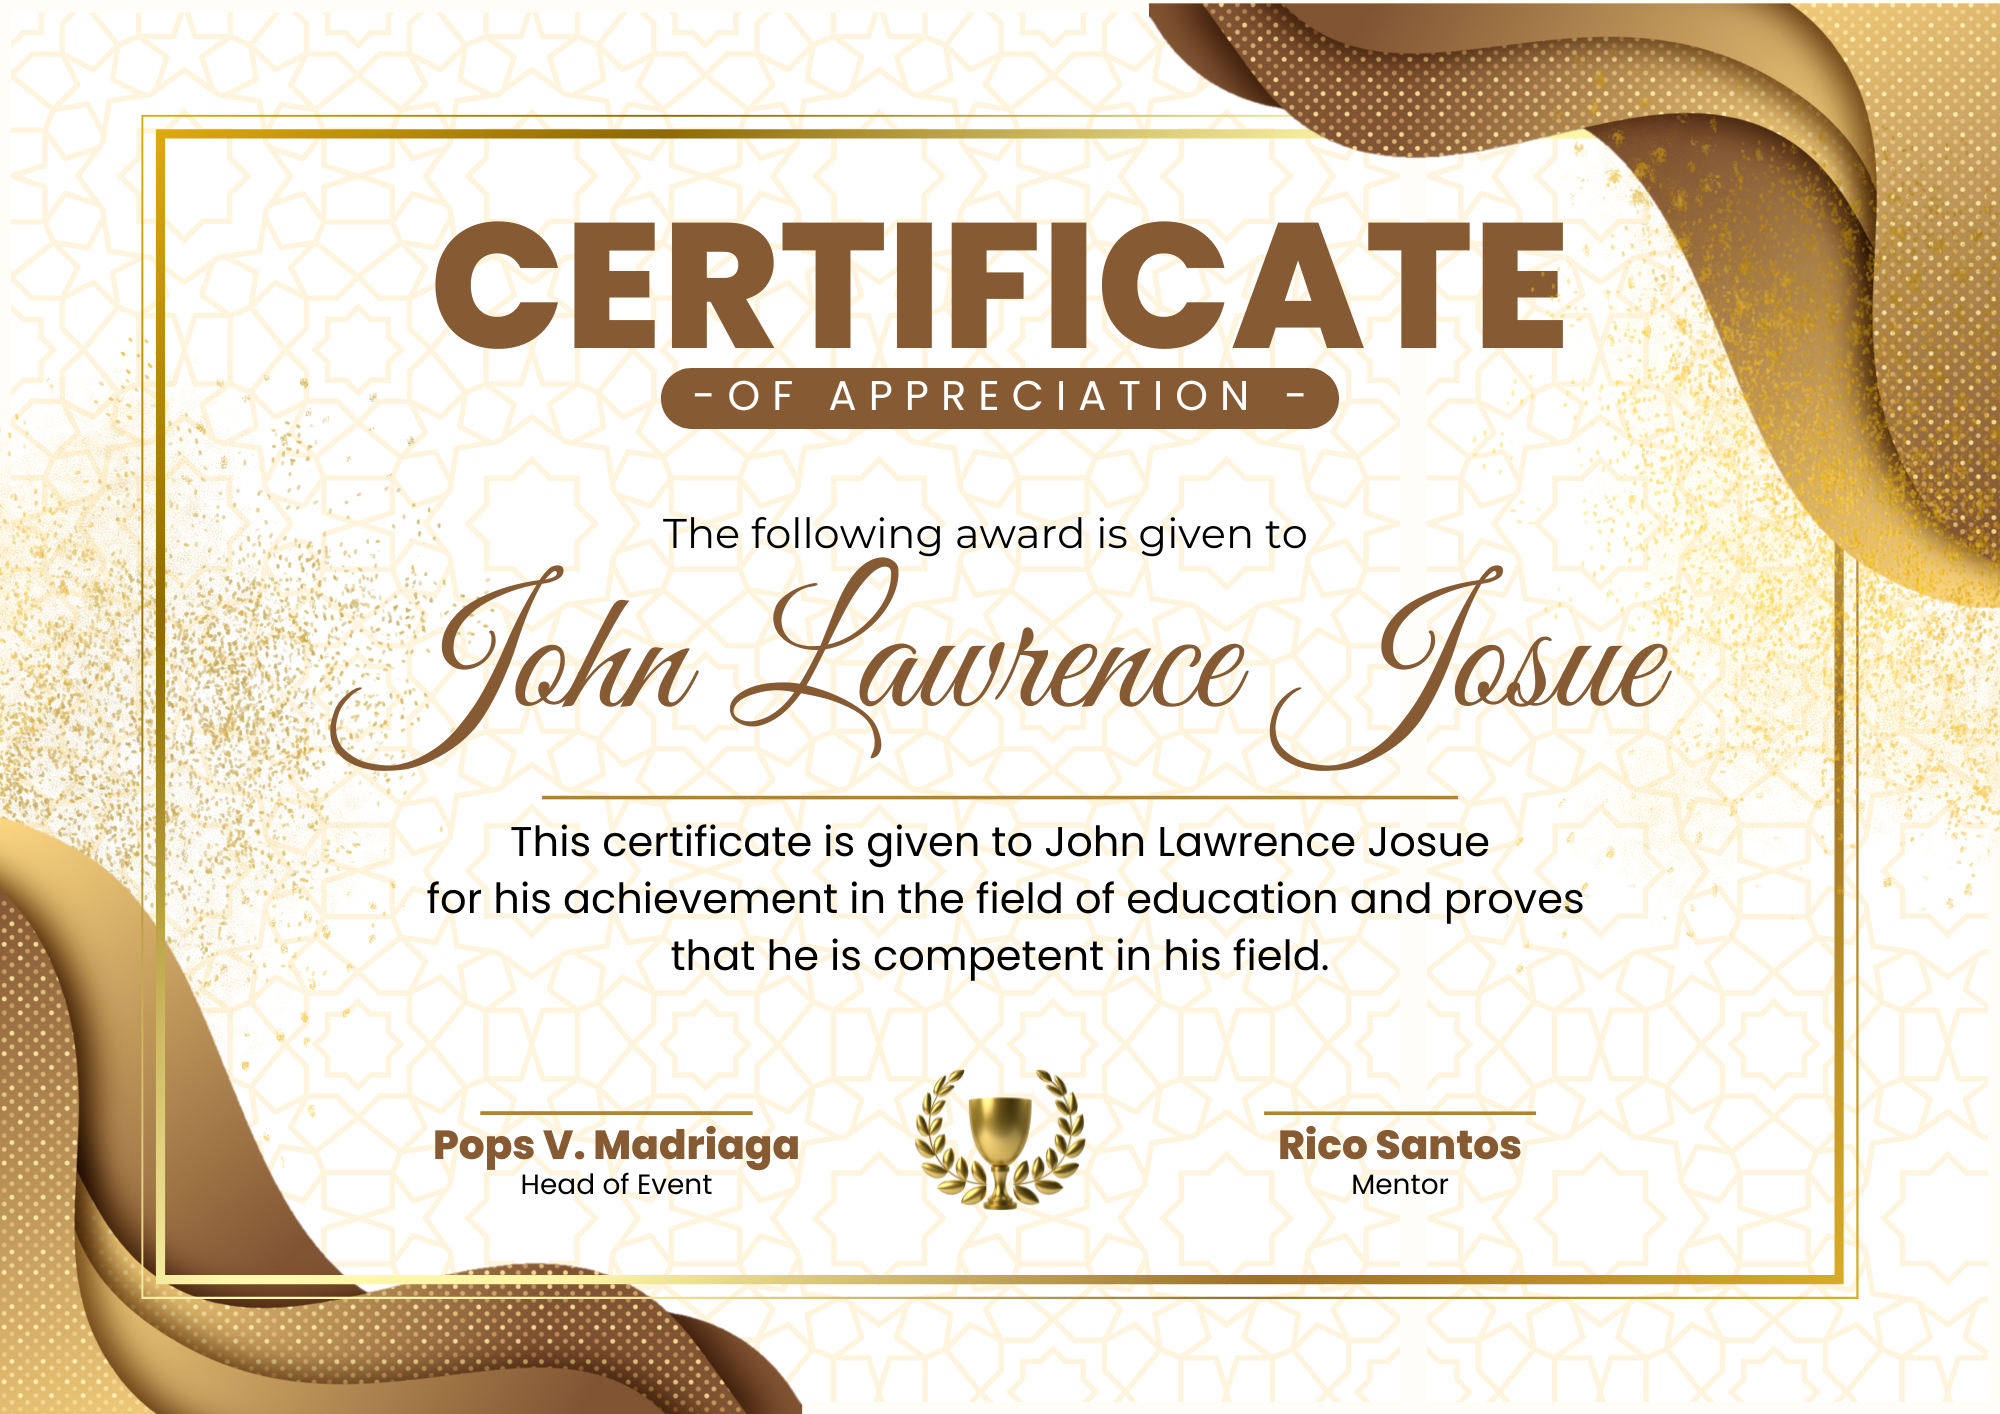 CERTIFICATE
-OF APPRECIATION -
The following award is given to
John Lawrence Josue
This certificate is given to John Lawrence Josue
for his achievement in the field of education and proves
that he is competent in his field.
Pops V. Madriaga
Head of Event
Rico Santos
Mentor